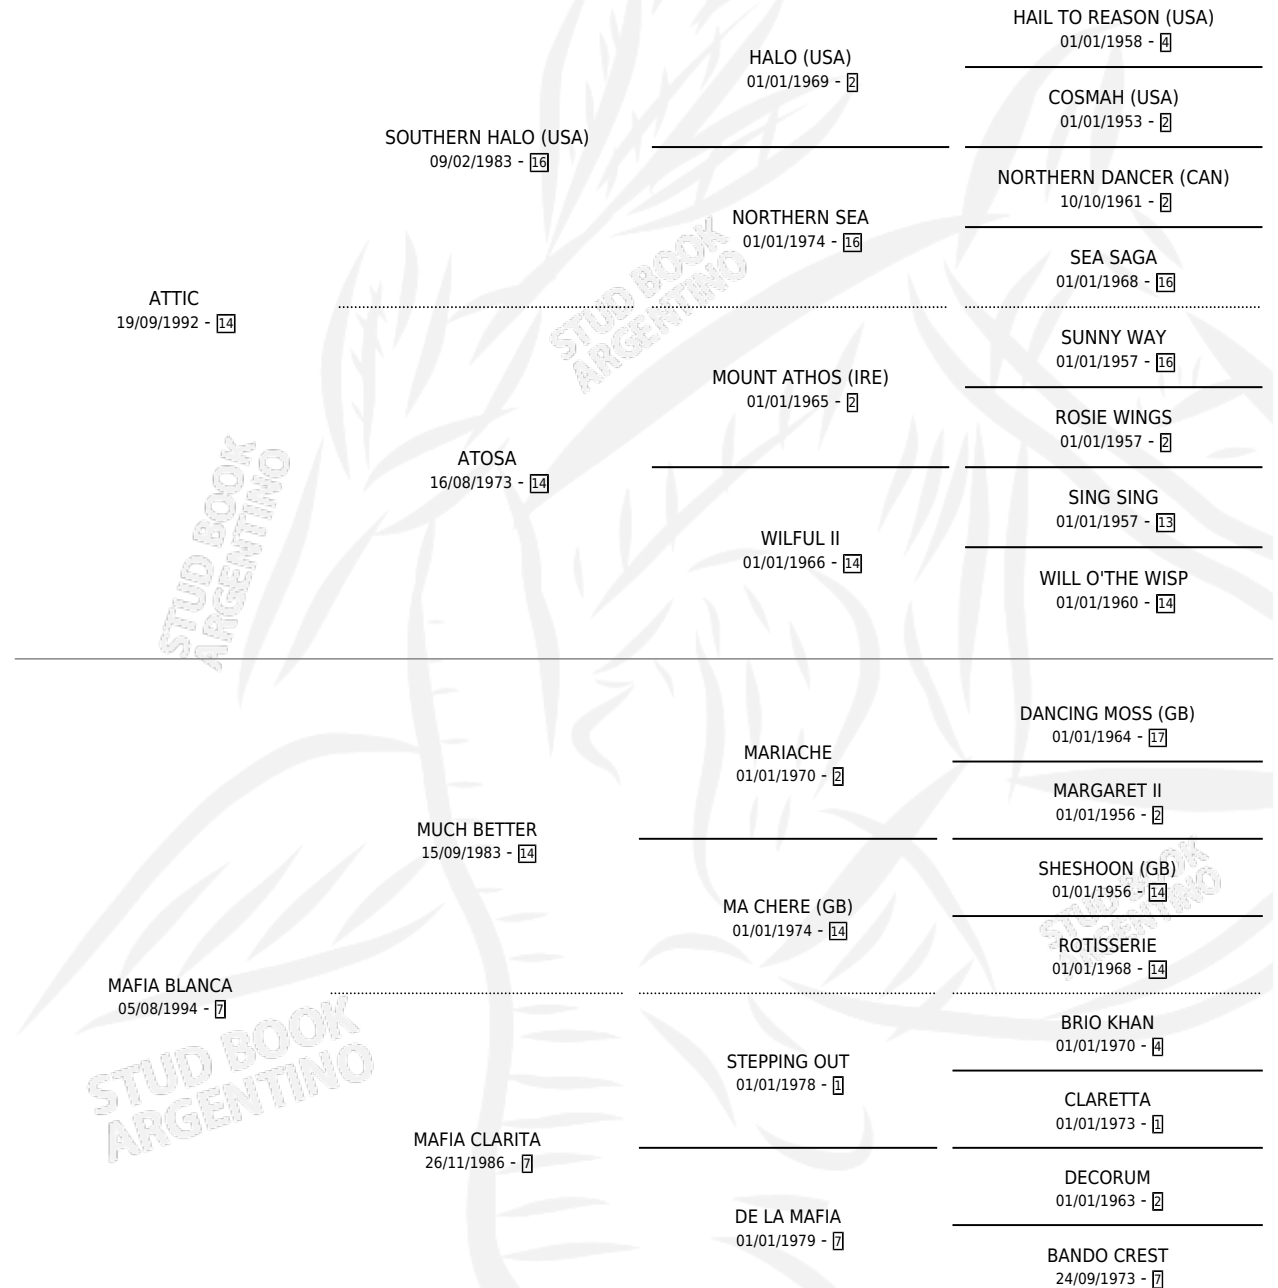 HAIL TO REASON (USA)
01/01/1958 - 4
HALO (USA)
01/01/1969 - 2
COSMAH (USA)
01/01/1953 - 2
SOUTHERN HALO (USA)
09/02/1983 - 16
NORTHERN DANCER (CAN)
10/10/1961 - 2
NORTHERN SEA
01/01/1974 - 16
SEA SAGA
01/01/1968 - 16
ATTIC
19/09/1992 - 14
SUNNY WAY
01/01/1957 - 16
MOUNT ATHOS (IRE)
01/01/1965 - 2
ROSIE WINGS
01/01/1957 - 2
ATOSA
16/08/1973 - 14
SING SING
01/01/1957 - 13
WILFUL II
01/01/1966 - 14
WILL O'THE WISP
01/01/1960 - 14
DANCING MOSS (GB)
01/01/1964 - 17
MARIACHE
01/01/1970 - 2
MARGARET II
01/01/1956 - 2
MUCH BETTER
15/09/1983 - 14
SHESHOON (GB)
01/01/1956 - 14
MA CHERE (GB)
01/01/1974 - 14
ROTISSERIE
01/01/1968 - 14
MAFIA BLANCA
05/08/1994 - 7
BRIO KHAN
01/01/1970 - 4
STEPPING OUT
01/01/1978 - 1
CLARETTA
01/01/1973 - 1
MAFIA CLARITA
26/11/1986 - 7
DECORUM
01/01/1963 - 2
DE LA MAFIA
01/01/1979 - 7
BANDO CREST
24/09/1973 - 7
STUD BOOK
ARGENTINO
STUD BOOK
ARGENTINO
STUD BOOK
ARGENTINO
STUD BOOK
ARGENTINO